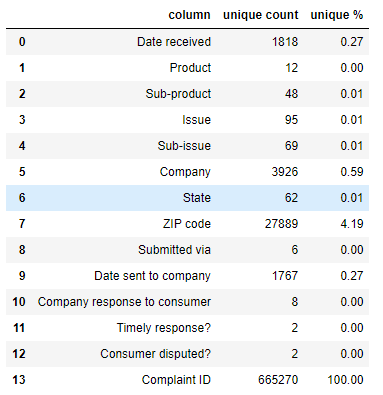 column unique count unique %
0 Date received 1818 0.27
1 Product 12 0.00
2 Sub-product 48 0.01
3 Issue 95 0.01
4 Sub-issue 69 0.01
5 Company 3926 0.59
6 State 62 0.01
7 ZIP code 27889 4.19
8 Submitted via 6 0.00
9 Date sent to company 1767 0.27
10 Company response to consumer 8 0.00
11 Timely response? 2 0.00
12 Consumer disputed? 2 0.00
13 Complaint ID 665270 100.00